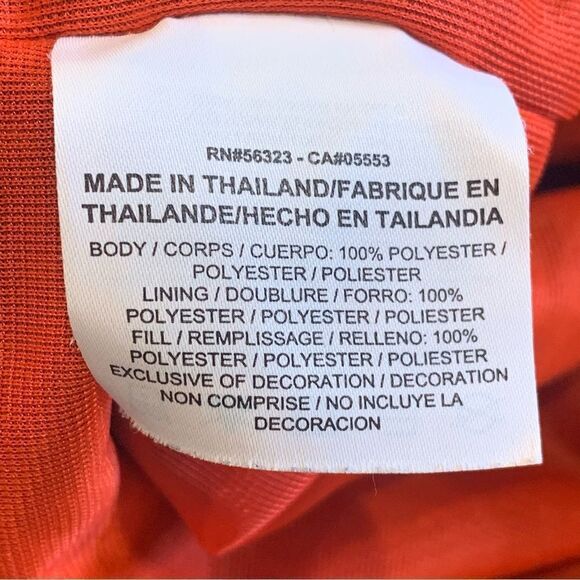 RN#56323 - CA#05553
MADE IN THAILAND/FABRIQUE EN
THAILANDE/HECHO EN TAILANDIA
BODY / CORPS / CUERPO: 100% POLYESTER /
POLYESTER / POLIESTER
LINING / DOUBLURE / FORRO: 100%
POLYESTER / POLYESTER / POLIESTER
FILL / REMPLISSAGE / RELLENO: 100%
POLYESTER / POLYESTER / POLIESTER
EXCLUSIVE OF DECORATION / DECORATION
NON COMPRISE / NO INCLUYE LA
DECORACION